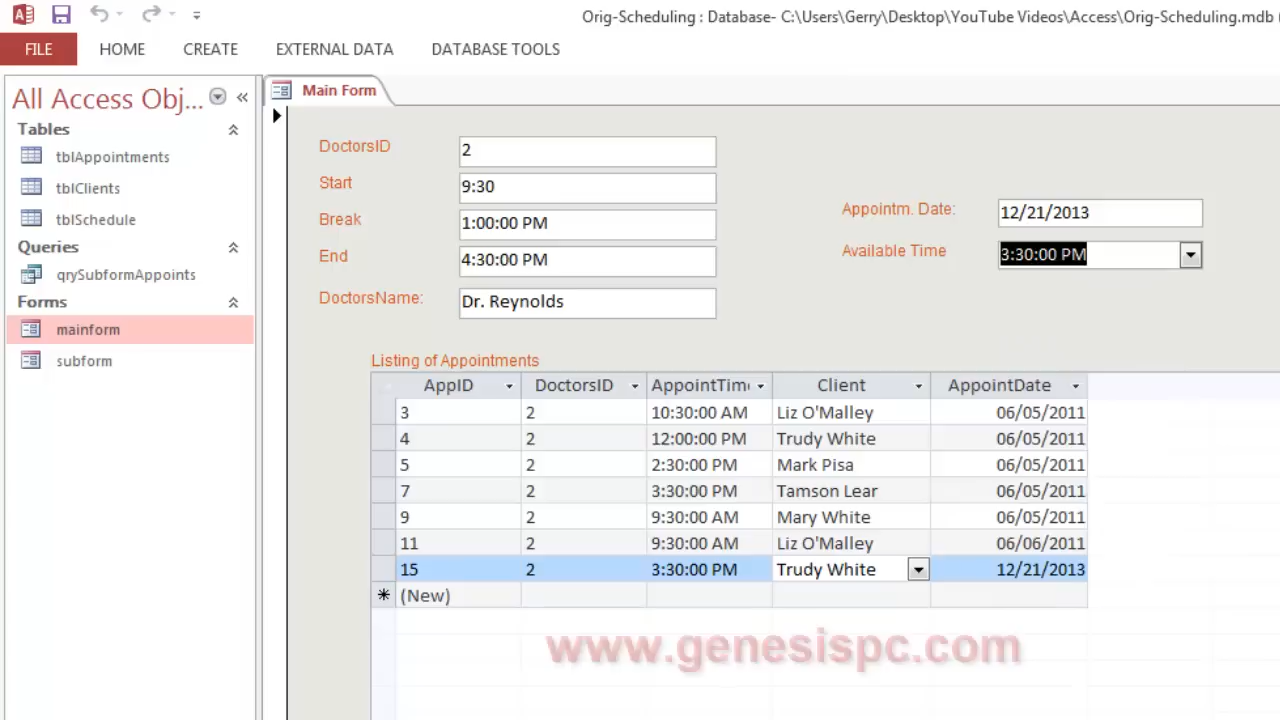 Orig-Scheduling : Database- C:\Users\Gerry\Desktop\YouTube Videos\Access\Orig-Scheduling.mdb
FILE HOME CREATE EXTERNAL DATA DATABASE TOOLS
All Access Obj...
Tables
tblAppointments
tblClients
tblSchedule
Queries
qrySubformAppoints
Forms
mainform
subform
Main Form
DoctorsID 2
Start 9:30
Break 1:00:00 PM
End 4:30:00 PM
DoctorsName: Dr. Reynolds
Appointm. Date: 12/21/2013
Available Time 3:30:00 PM
Listing of Appointments
AppID DoctorsID AppointTim Client AppointDate
3 2 10:30:00 AM Liz O'Malley 06/05/2011
4 2 12:00:00 PM Trudy White 06/05/2011
5 2 2:30:00 PM Mark Pisa 06/05/2011
7 2 3:30:00 PM Tamson Lear 06/05/2011
9 2 9:30:00 AM Mary White 06/05/2011
11 2 9:30:00 AM Liz O'Malley 06/06/2011
15 2 3:30:00 PM Trudy White 12/21/2013
(New)
www.genesispc.com